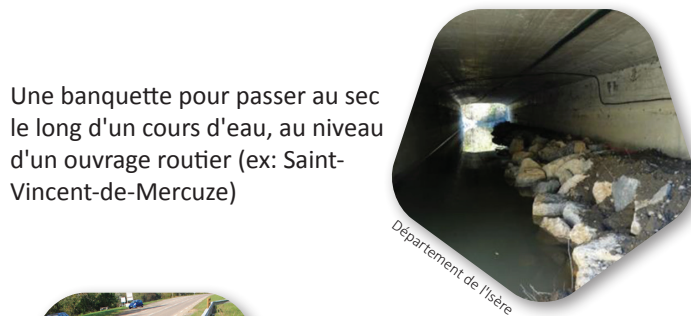 Une banquette pour passer au sec
le long d'un cours d'eau, au niveau
d'un ouvrage routier (ex: Saint-
Vincent-de-Mercuze)
Département de l'Isère